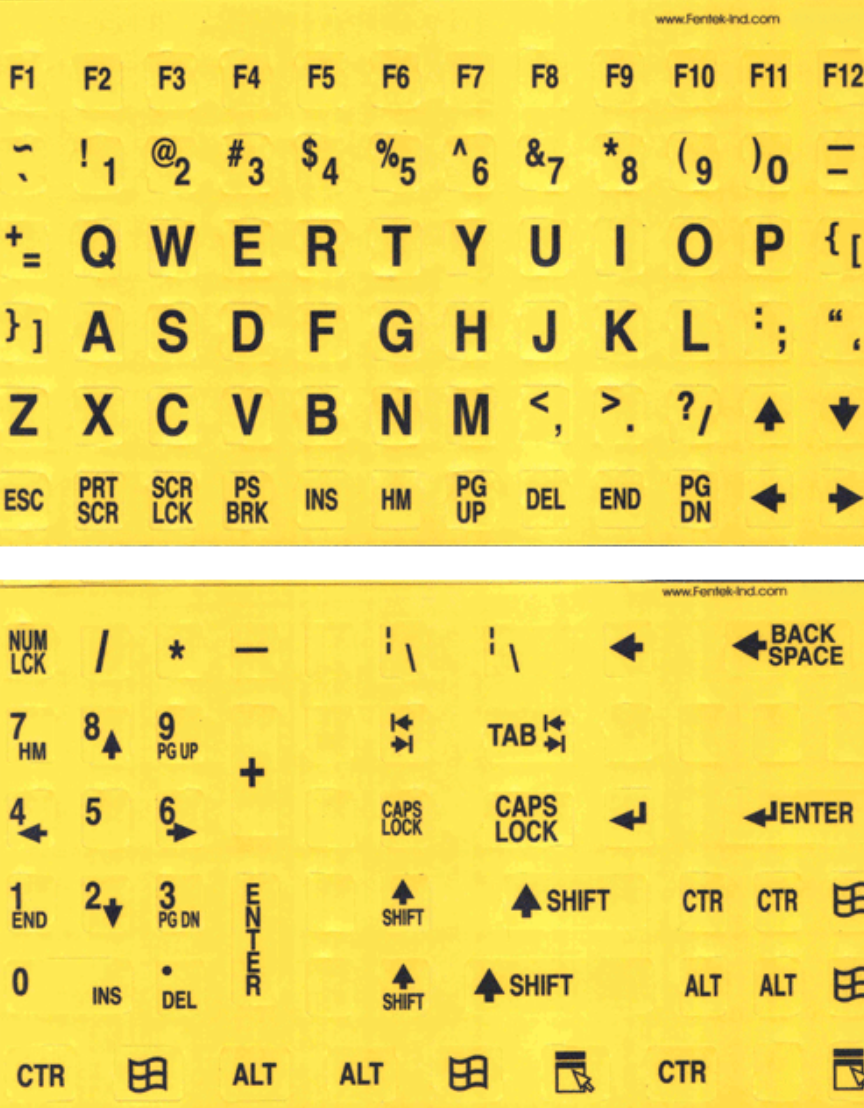 www.Fentek-Ind.com
F1 F2 F3 F4 F5 F6 F7 F8 F9 F10 F11 F12
~ ` ! 1 @ 2 # 3 $ 4 % 5 ^ 6 & 7 * 8 ( 9 ) 0 — –
+ = Q W E R T Y U I O P { [
} ] A S D F G H J K L : ; “ ‘
Z X C V B N M < , > . ? / ↑ ↓
ESC PRT SCR SCR LCK PS BRK INS HM PG UP DEL END PG DN ← →
www.Fentek-Ind.com
NUM LCK / * — ¦ \ ¦ \ ← ← BACK SPACE
7 HM 8 ↑ 9 PG UP + TAB
4 ← 5 6 → CAPS LOCK CAPS LOCK ↵ ↵ ENTER
1 END 2 ↓ 3 PG DN ENTER ↑ SHIFT ↑ SHIFT CTR CTR
0 INS . DEL ↑ SHIFT ↑ SHIFT ALT ALT
CTR ALT ALT CTR